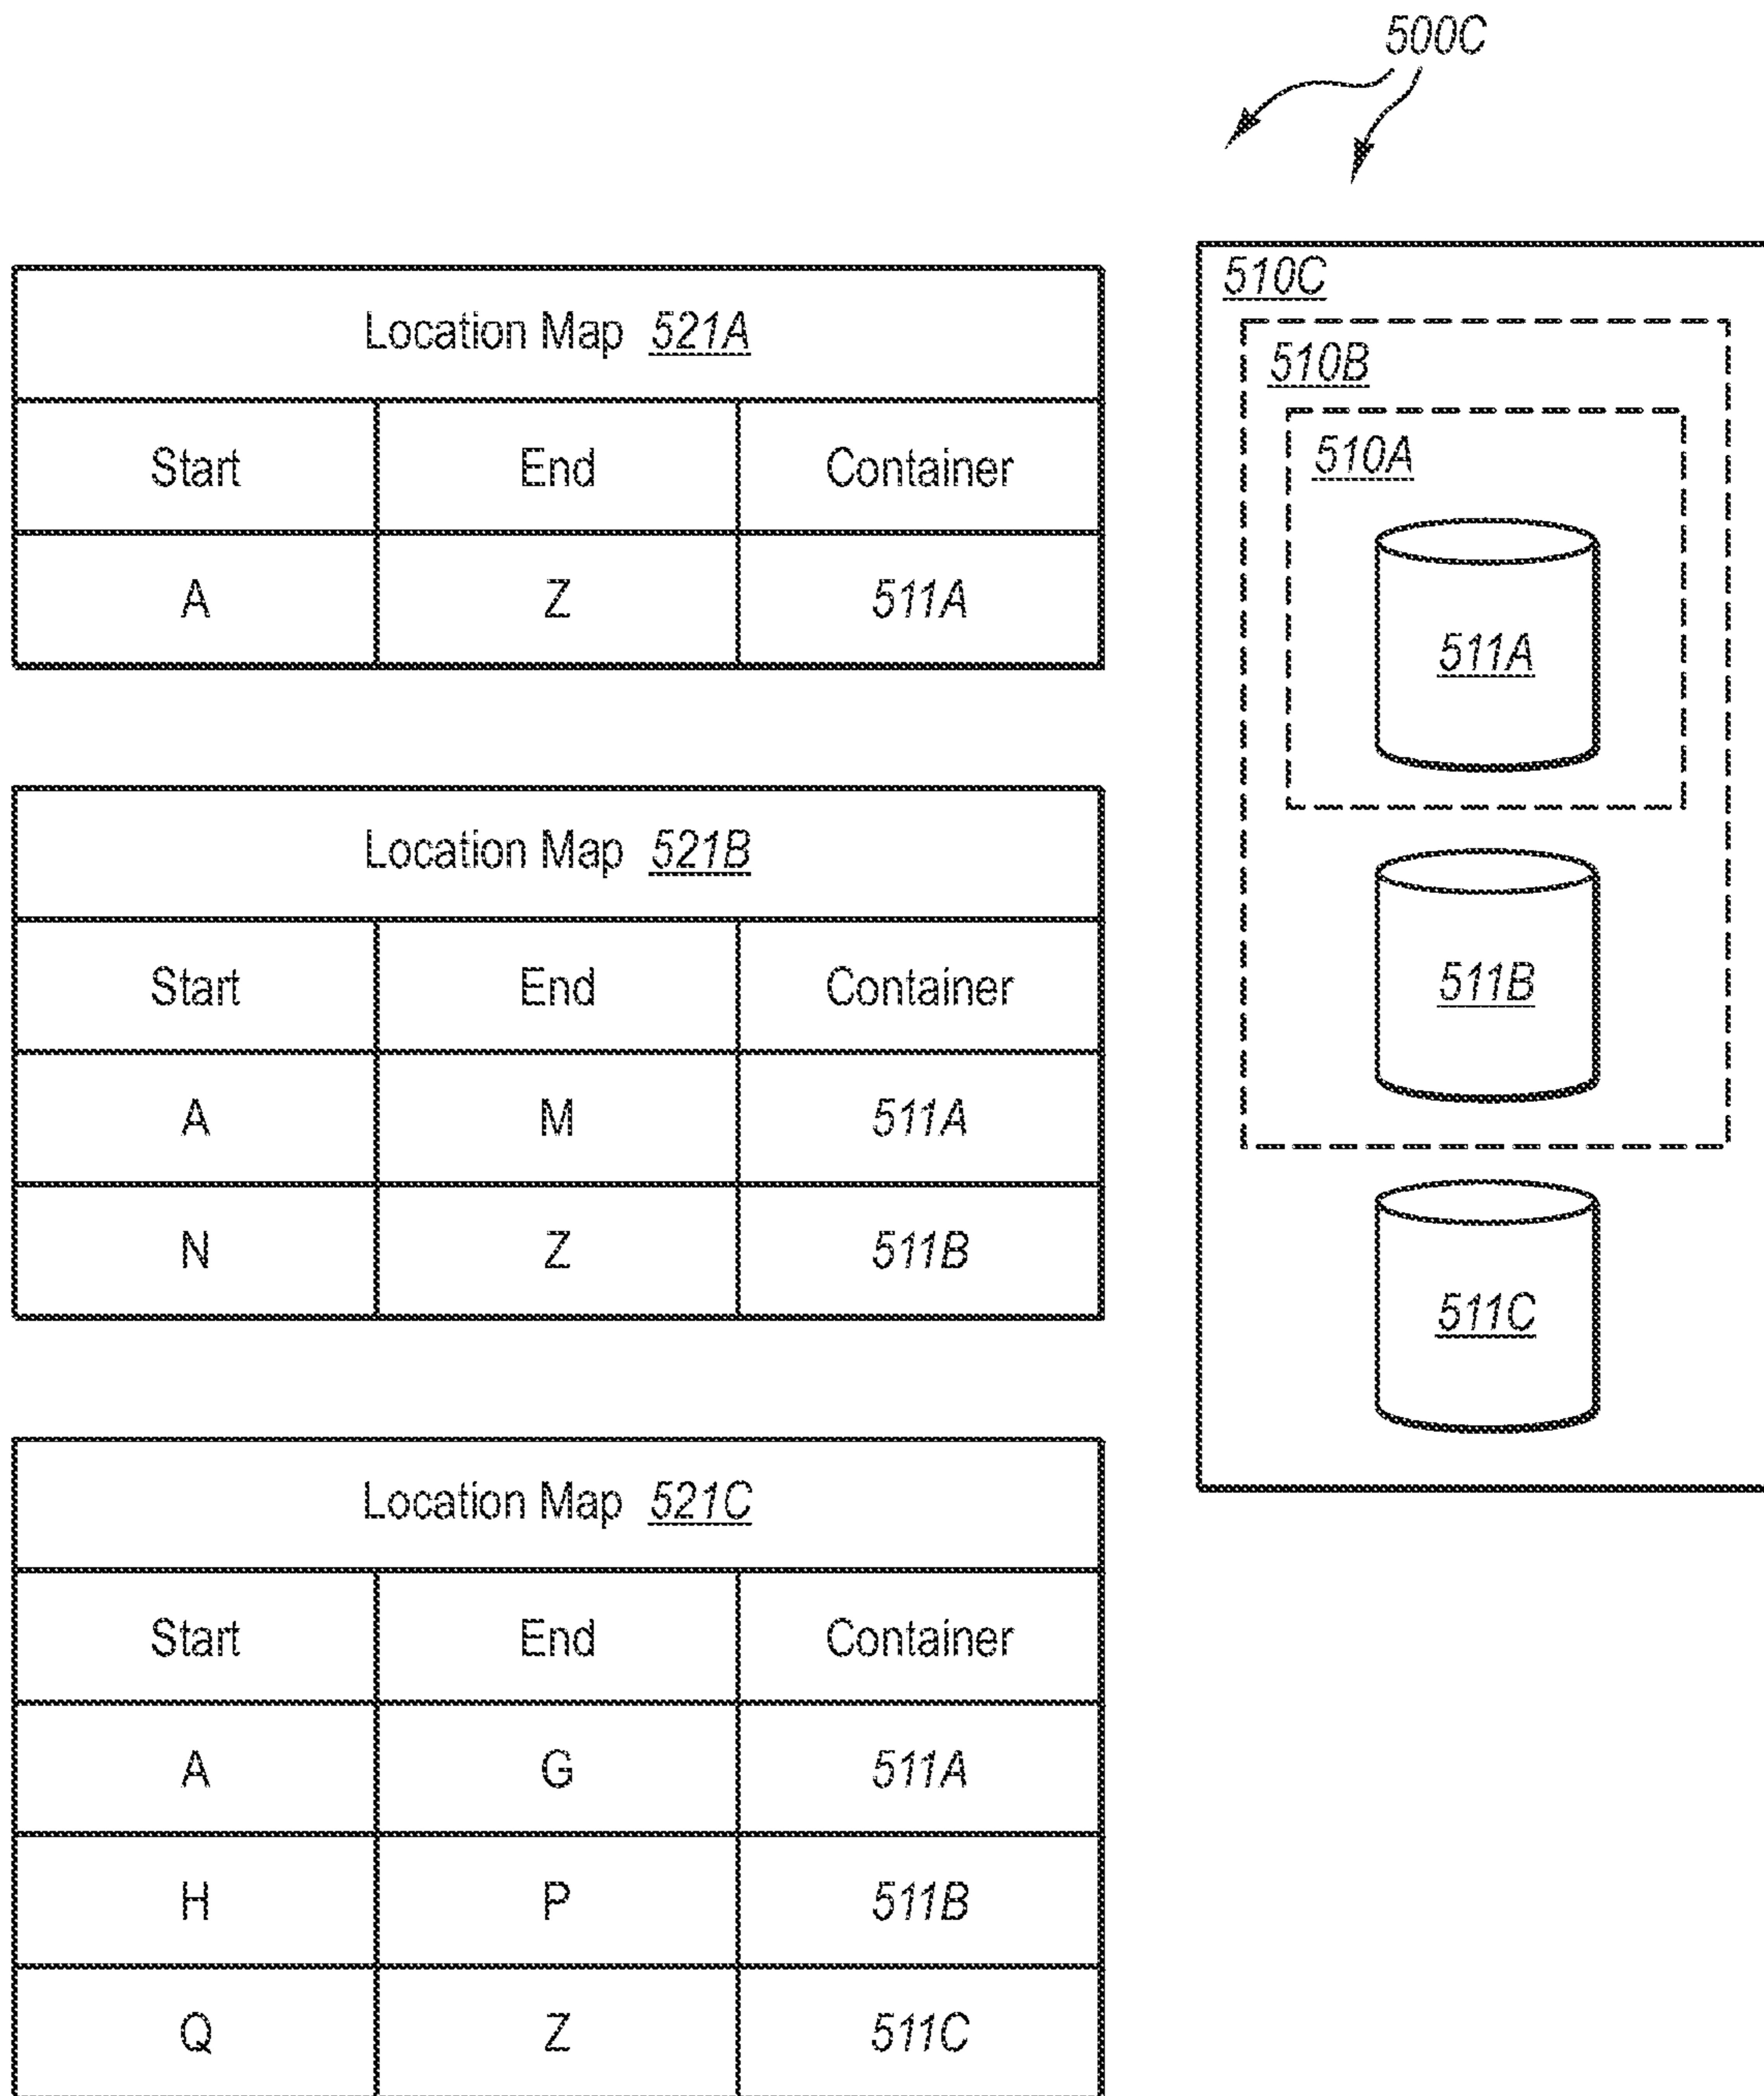 500C
Location Map 521A
Start End Container
A Z 511A
Location Map 521B
Start End Container
A M 511A
N Z 511B
Location Map 521C
Start End Container
A G 511A
H P 511B
Q Z 511C
510C
510B
510A
511A
511B
511C